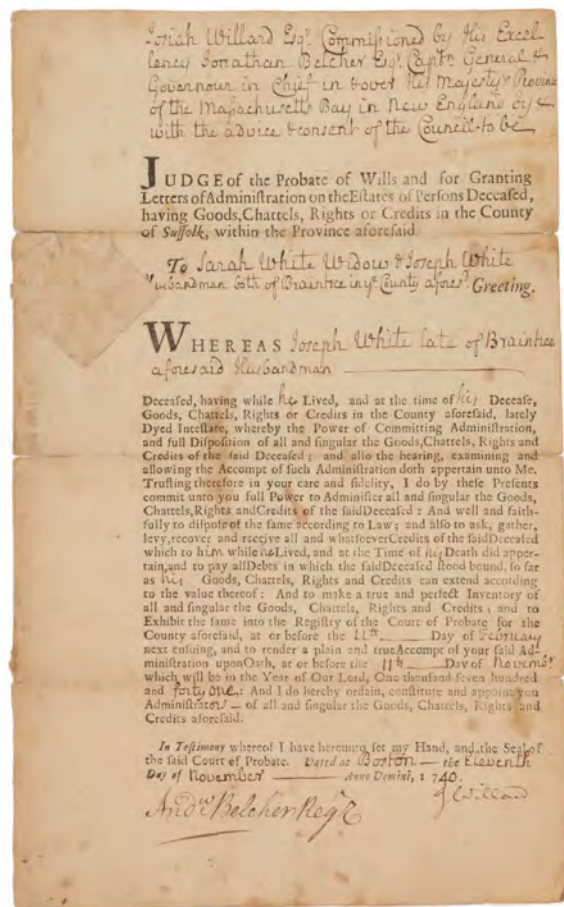 Josiah Willard Esqr. Commissioned by His Excel
lency Jonathan Belcher Esqr. Captn. General &
Governour in Chief in & over His Majestys Province
of the Massachusetts Bay in New England by &
with the advice & consent of the Council to be
JUDGE of the Probate of Wills and for Granting
Letters of Administration on the Estates of Persons Deceased,
having Goods, Chattels, Rights or Credits in the County
of Suffolk, within the Province aforesaid.
To Sarah White Widow & Joseph White
Husbandman both of Braintree in ye County afores. Greeting.
WHEREAS Joseph White late of Braintree
aforesaid Husbandman
Deceased, having while he Lived, and at the time of his Decease,
Goods, Chattels, Rights or Credits in the County aforesaid, lately
Dyed Intestate, whereby the Power of Committing Administration,
and full Disposition of all and singular the Goods, Chattels, Rights and
Credits of the said Deceased; and also the hearing, examining and
allowing the Accompt of such Administration doth appertain unto Me.
Trusting therefore in your care and fidelity, I do by these Presents
commit unto you full Power to Administer all and singular the Goods,
Chattels, Rights and Credits of the said Deceased: And well and faith-
fully to dispose of the same according to Law; and also to ask, gather,
levy, recover and receive all and whatsoever Credits of the said Deceased
which to him while he Lived, and at the Time of his Death did apper-
tain, and to pay all Debts in which the said Deceased stood bound, so far
as his Goods, Chattels, Rights and Credits can extend according
to the value thereof: And to make a true and perfect Inventory of
all and singular the Goods, Chattels, Rights and Credits; and to
Exhibit the same into the Registry of the Court of Probate for the
County aforesaid, at or before the 11th Day of February
next ensuing, and to render a plain and true Accompt of your said Ad-
ministration upon Oath, at or before the 11th Day of Novembr
which will be in the Year of Our Lord, One thousand seven hundred
and forty one: And I do hereby ordain, constitute and appoint you
Administrators of all and singular the Goods, Chattels, Rights and
Credits aforesaid.
In Testimony whereof I have hereunto set my Hand, and the Seal of
the said Court of Probate. Dated at Boston the Eleventh
Day of November Anno Domini, 1740.
J Willard
Andw. Belcher Regr